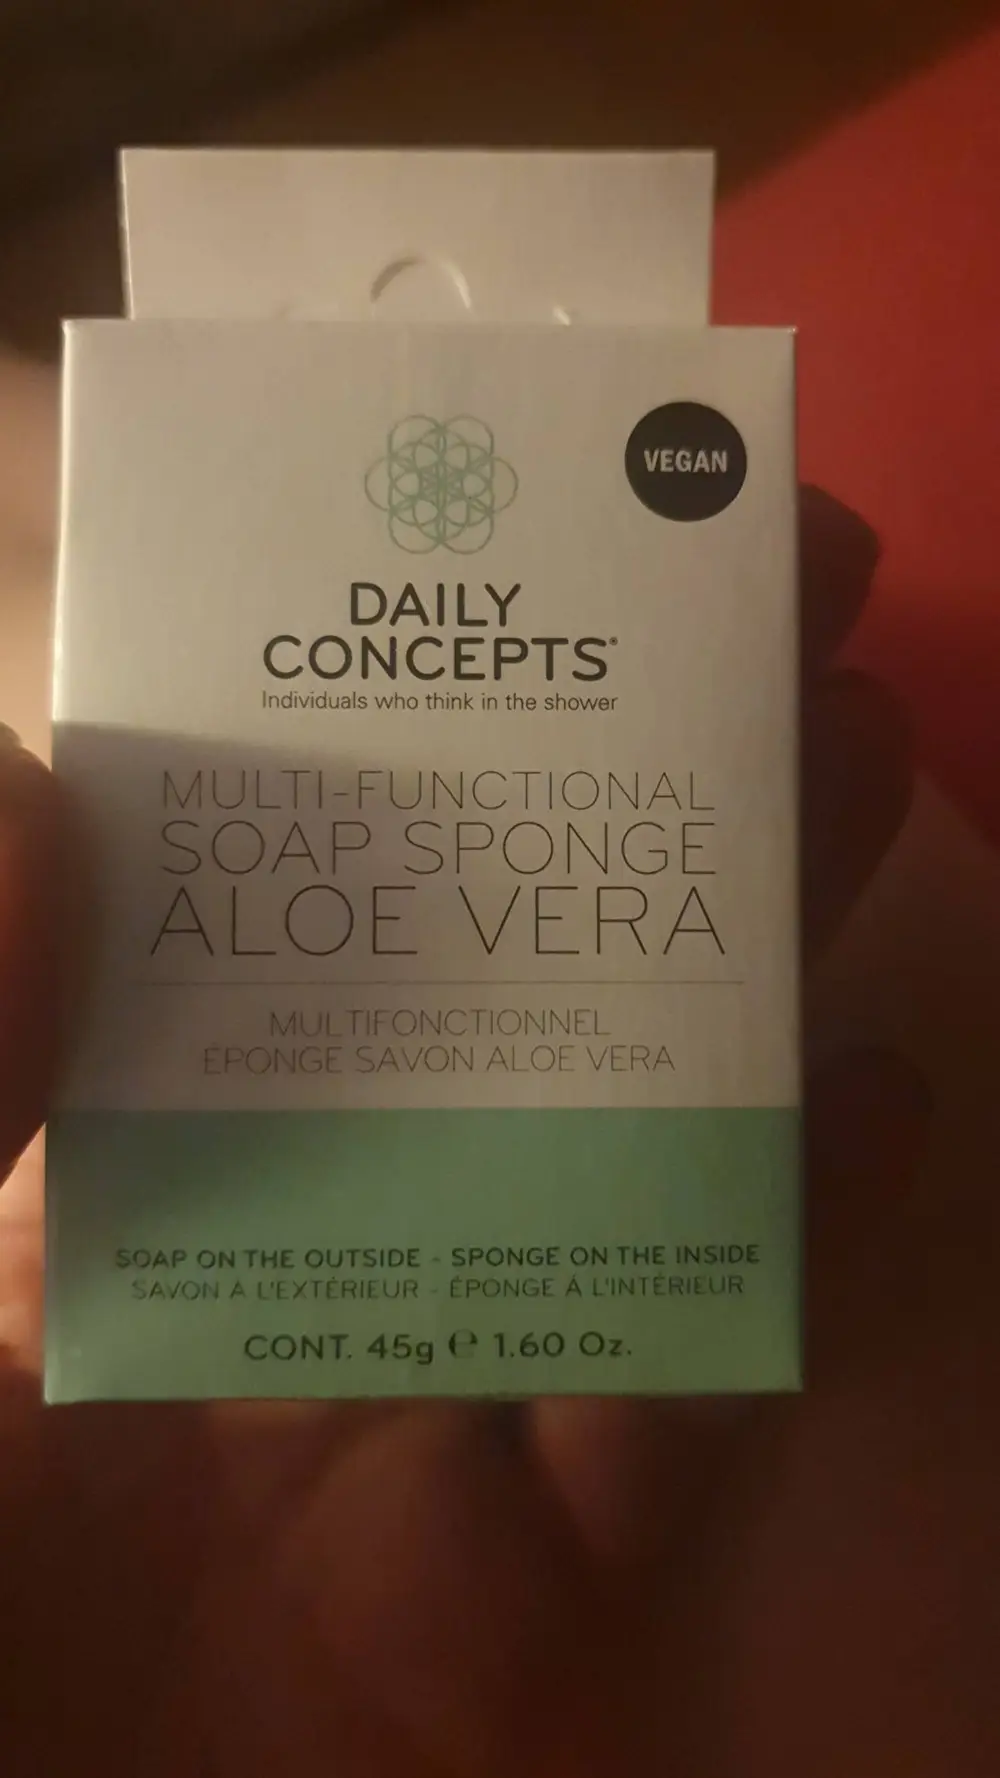 VEGAN
DAILY
CONCEPTS®
Individuals who think in the shower
MULTI-FUNCTIONAL
SOAP SPONGE
ALOE VERA
MULTIFONCTIONNEL
ÉPONGE SAVON ALOE VERA
SOAP ON THE OUTSIDE - SPONGE ON THE INSIDE
SAVON A L'EXTÉRIEUR - ÉPONGE Á L'INTÉRIEUR
CONT. 45g ℮ 1.60 Oz.